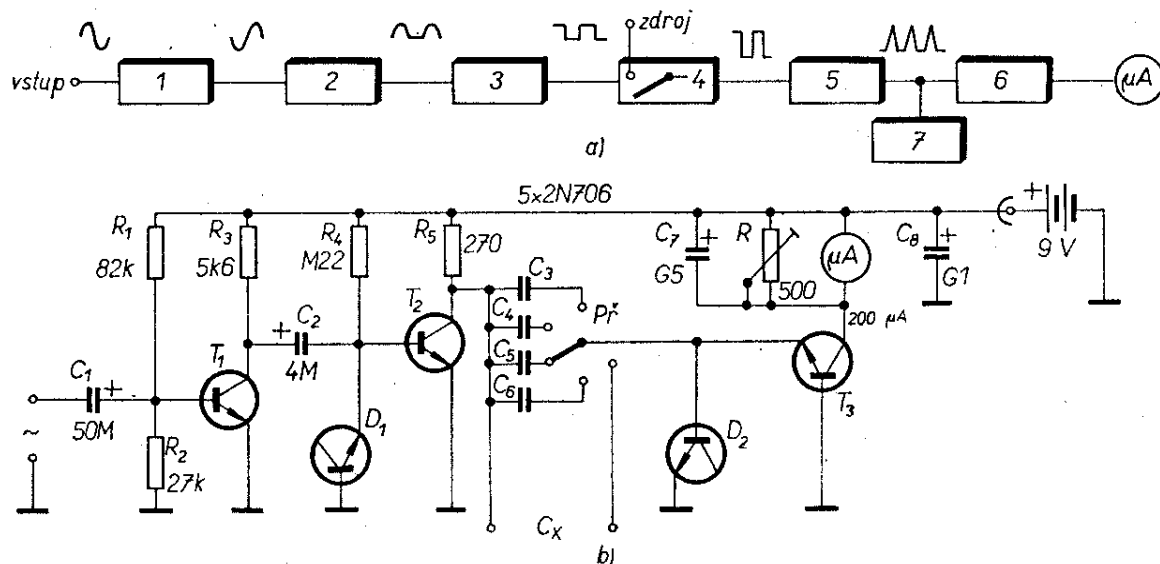 zdroj
vstup
1
2
3
4
5
6
µA
7
a)
5×2N706
R1
82k
R3
5k6
R4
M22
R5
270
C7
+
G5
R
500
µA
C8
+
G1
+
9 V
C3
C4
C5
C6
Př
200 µA
T2
C2
+
4M
T1
C1
+
50M
~
R2
27k
D1
D2
T3
Cx
b)